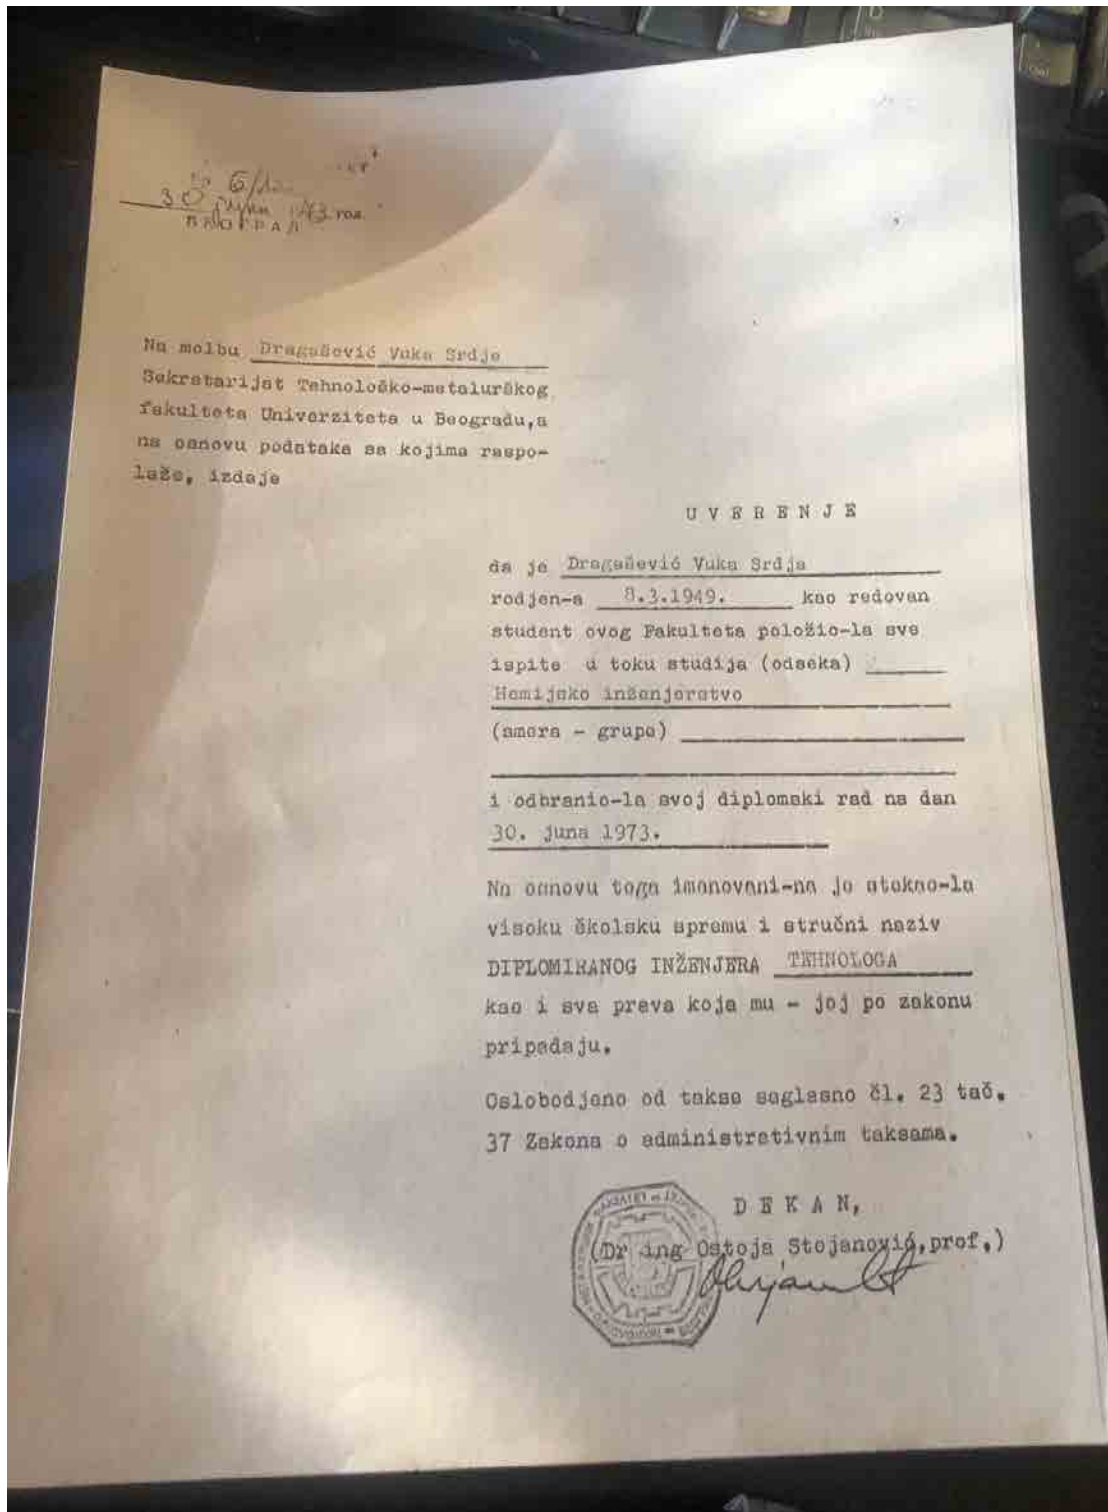 30 јуни 1973 год.
БЕОГРАД
Na molbu Dragašević Vuka Srdje
Sekretarijat Tehnološko-metalurškog
fakulteta Univerziteta u Beogradu,a
na osnovu podataka sa kojima raspo-
laže, izdaje
U V E R E N J E
da je Dragašević Vuka Srdja
rodjen-a 8.3.1949. kao redovan
student ovog Fakulteta položio-la sve
ispite u toku studija (odseka)
Hemijsko inženjerstvo
(smera - grupe)
i odbranio-la svoj diplomski rad na dan
30. juna 1973.
Na osnovu toga imenovani-na je stekao-la
visoku školsku spremu i stručni naziv
DIPLOMIRANOG INŽENJERA TEHNOLOGA
kao i sva prava koja mu - joj po zakonu
pripadaju.
Oslobodjeno od takse saglasno čl. 23 tač.
37 Zakona o administrativnim taksama.
D E K A N,
(Dr ing Ostoja Stojanović,prof.)